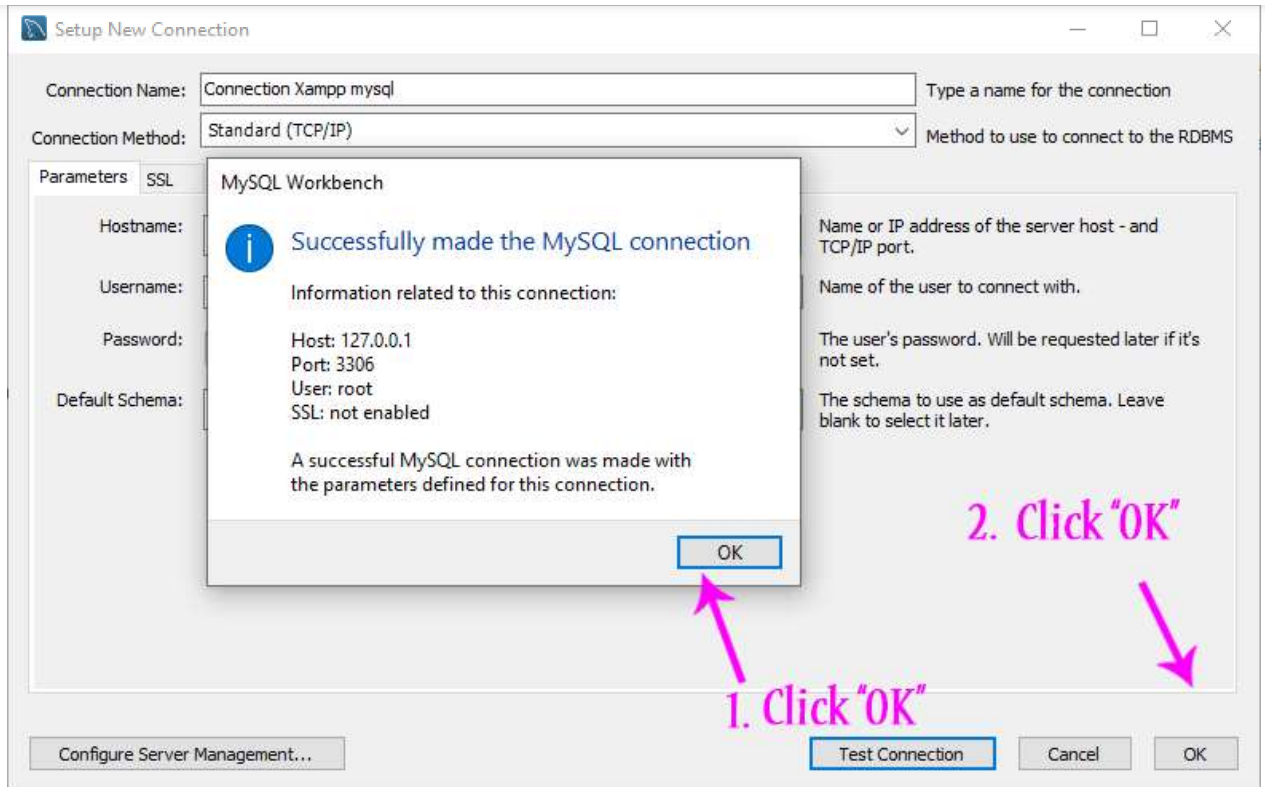 Setup New Connection
Connection Name: Connection Xampp mysql Type a name for the connection
Connection Method: Standard (TCP/IP) Method to use to connect to the RDBMS
Parameters SSL
MySQL Workbench
Successfully made the MySQL connection
Information related to this connection:
Host: 127.0.0.1
Port: 3306
User: root
SSL: not enabled
A successful MySQL connection was made with
the parameters defined for this connection.
OK
Hostname:
Name or IP address of the server host - and
TCP/IP port.
Username:
Name of the user to connect with.
Password:
The user's password. Will be requested later if it's
not set.
Default Schema:
The schema to use as default schema. Leave
blank to select it later.
1. Click "OK"
2. Click "OK"
Configure Server Management... Test Connection Cancel OK